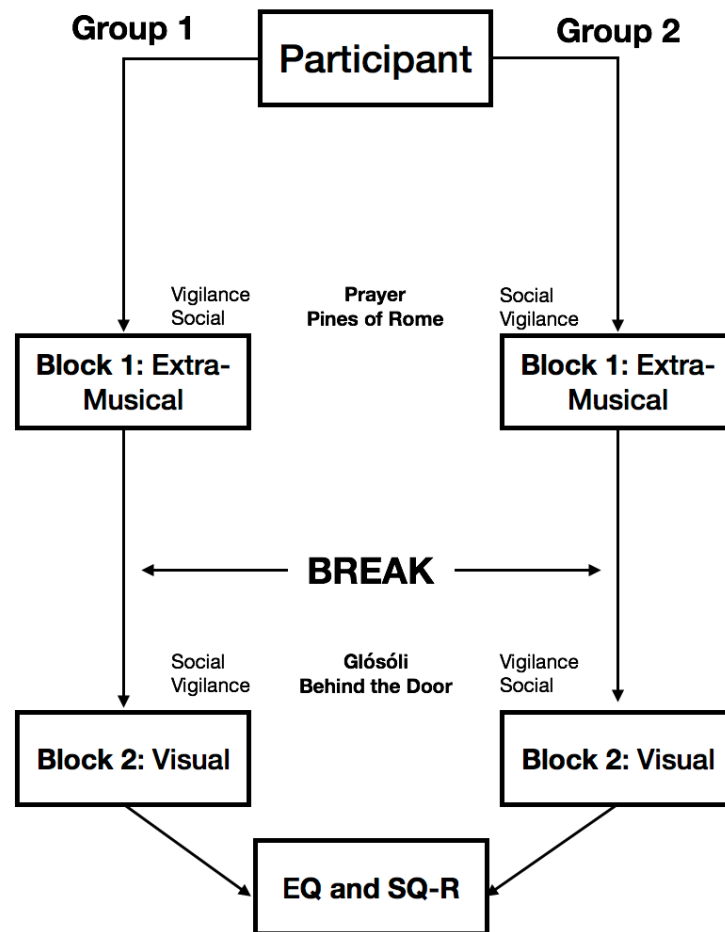 Group 1
Participant
Group 2
Vigilance
Social
Prayer
Pines of Rome
Social
Vigilance
Block 1: Extra-
Musical
Block 1: Extra-
Musical
BREAK
Social
Vigilance
Glósóli
Behind the Door
Vigilance
Social
Block 2: Visual
Block 2: Visual
EQ and SQ-R